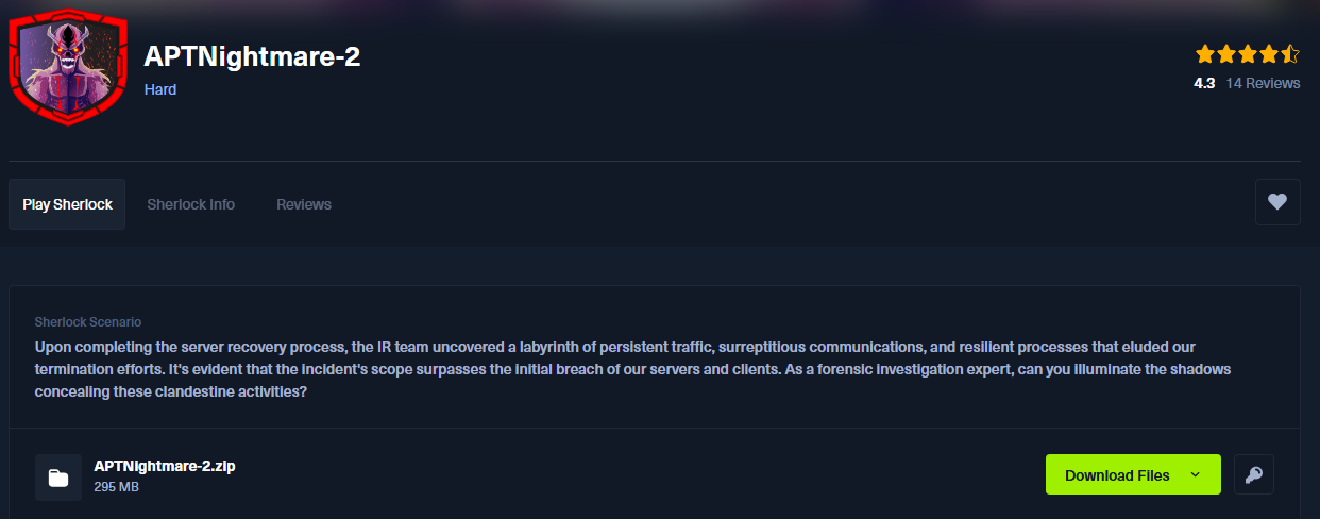 APTNightmare-2
Hard
4.3 14 Reviews
Play Sherlock Sherlock Info Reviews
Sherlock Scenario
Upon completing the server recovery process, the IR team uncovered a labyrinth of persistent traffic, surreptitious communications, and resilient processes that eluded our
termination efforts. It's evident that the incident's scope surpasses the initial breach of our servers and clients. As a forensic investigation expert, can you illuminate the shadows
concealing these clandestine activities?
APTNightmare-2.zip
295 MB
Download Files